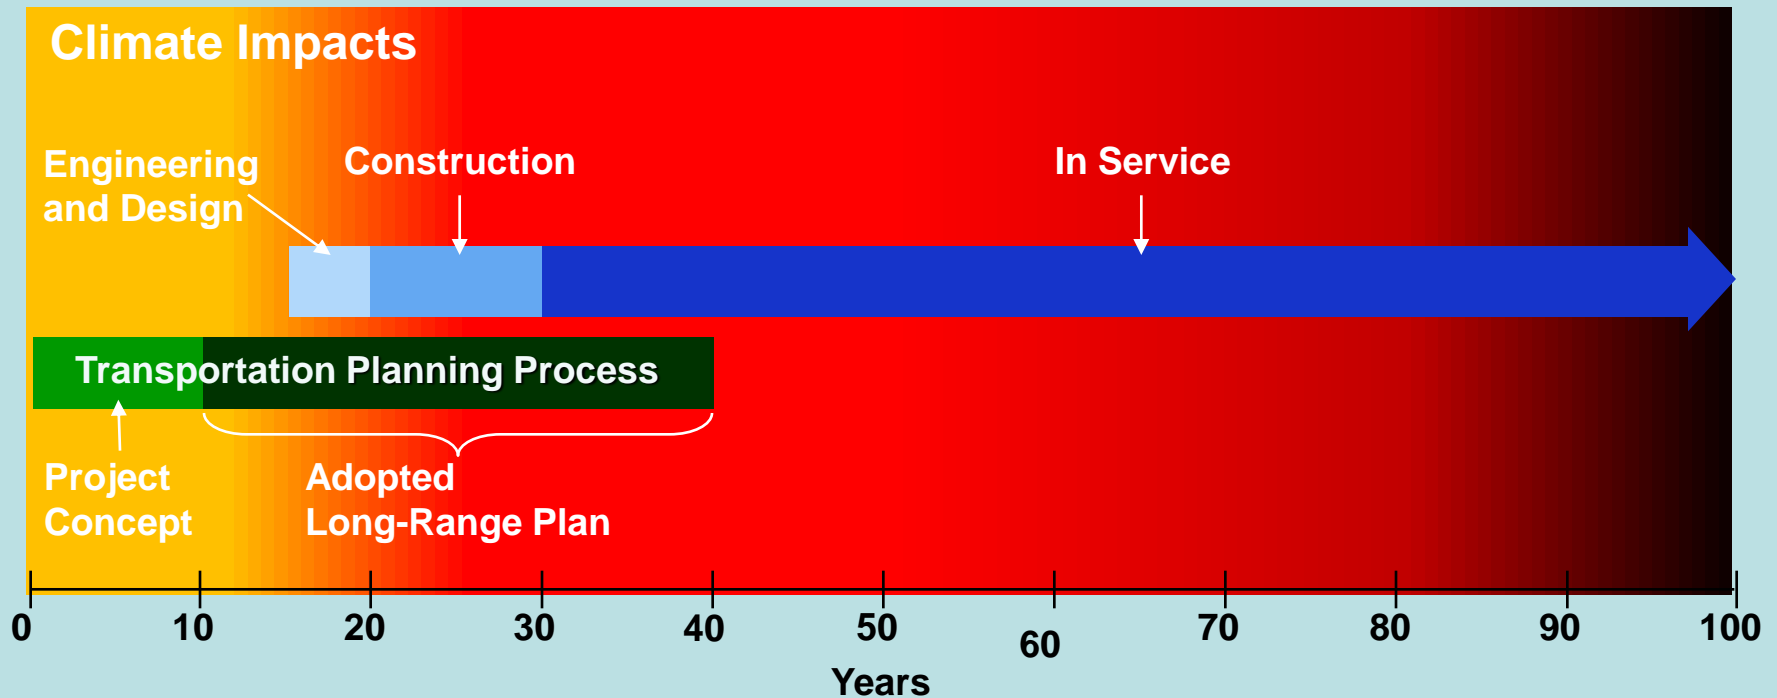 Climate Impacts
Engineering
and Design
Construction
In Service
Transportation Planning Process
Project
Concept
Adopted
Long-Range Plan
0 10 20 30 40 50 60 70 80 90 100
Years